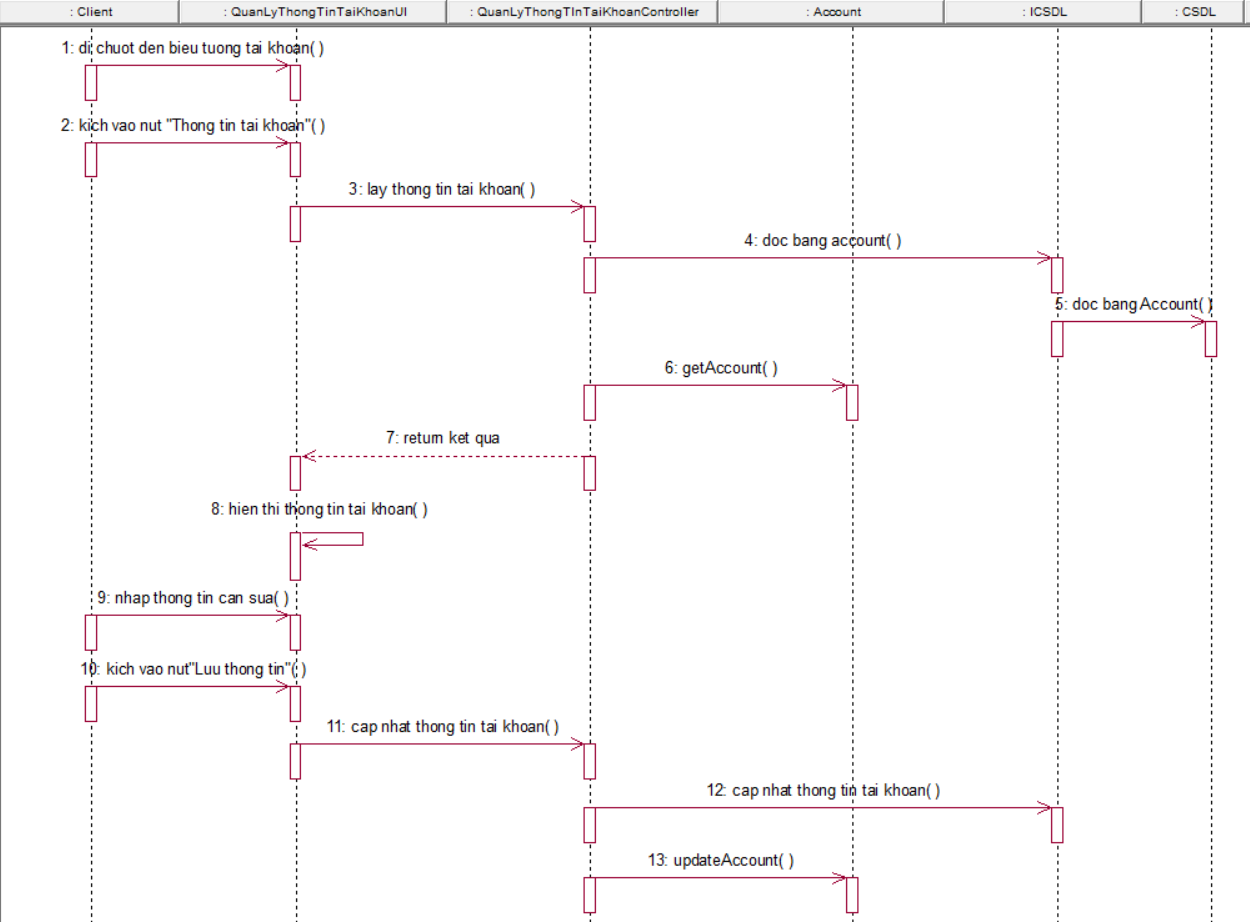 : Client
: QuanLyThongTinTaiKhoanUI
: QuanLyThongTInTaiKhoanController
: Account
: ICSDL
: CSDL
1: di chuot den bieu tuong tai khoan( )
2: kich vao nut "Thong tin tai khoan"( )
3: lay thong tin tai khoan( )
4: doc bang account( )
5: doc bang Account( )
6: getAccount( )
7: return ket qua
8: hien thi thong tin tai khoan( )
9: nhap thong tin can sua( )
10: kich vao nut"Luu thong tin"( )
11: cap nhat thong tin tai khoan( )
12: cap nhat thong tin tai khoan( )
13: updateAccount( )